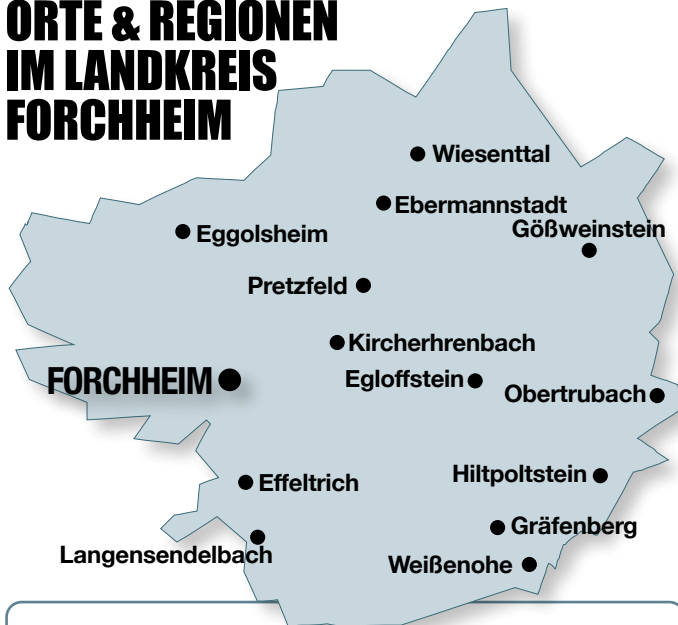 ORTE & REGIONEN
IM LANDKREIS
FORCHHEIM
Wiesenttal
Ebermannstadt
Gößweinstein
Eggolsheim
Pretzfeld
Kircherhrenbach
FORCHHEIM
Egloffstein
Obertrubach
Effeltrich
Hiltpoltstein
Gräfenberg
Langensendelbach
Weißenohe